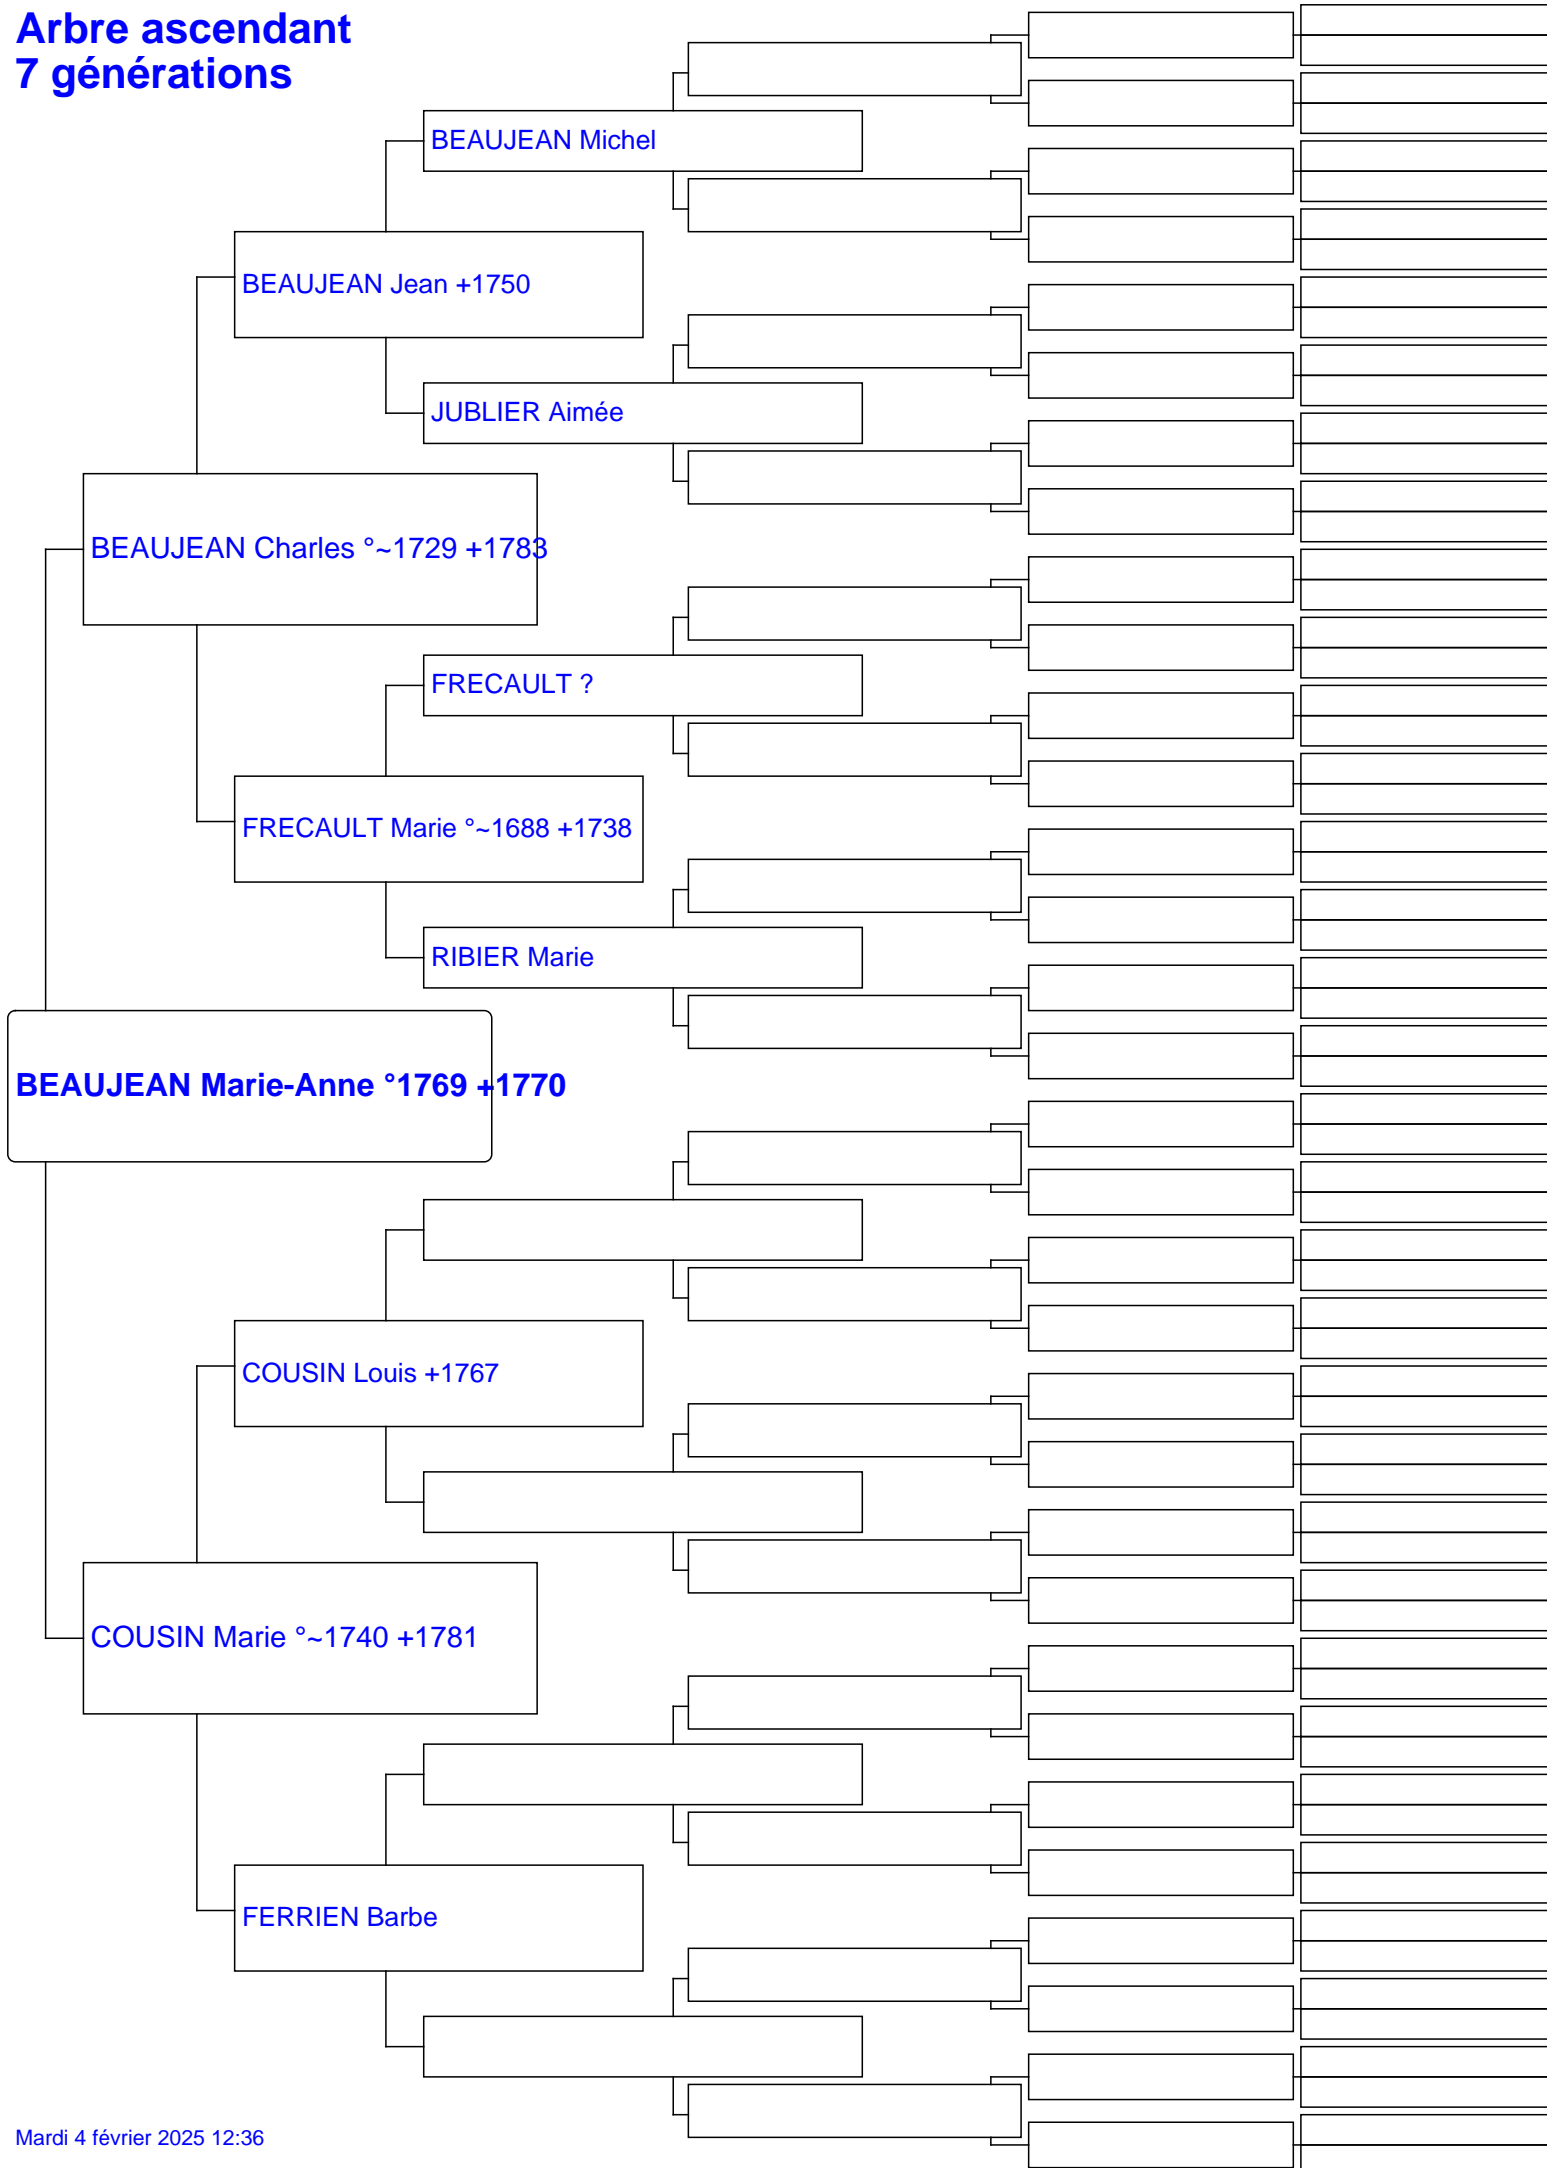 Arbre ascendant
7 générations
BEAUJEAN Michel
BEAUJEAN Jean +1750
JUBLIER Aimée
BEAUJEAN Charles °~1729 +1783
FRECAULT ?
FRECAULT Marie °~1688 +1738
RIBIER Marie
BEAUJEAN Marie-Anne °1769 +1770
COUSIN Louis +1767
COUSIN Marie °~1740 +1781
FERRIEN Barbe
Mardi 4 février 2025 12:36